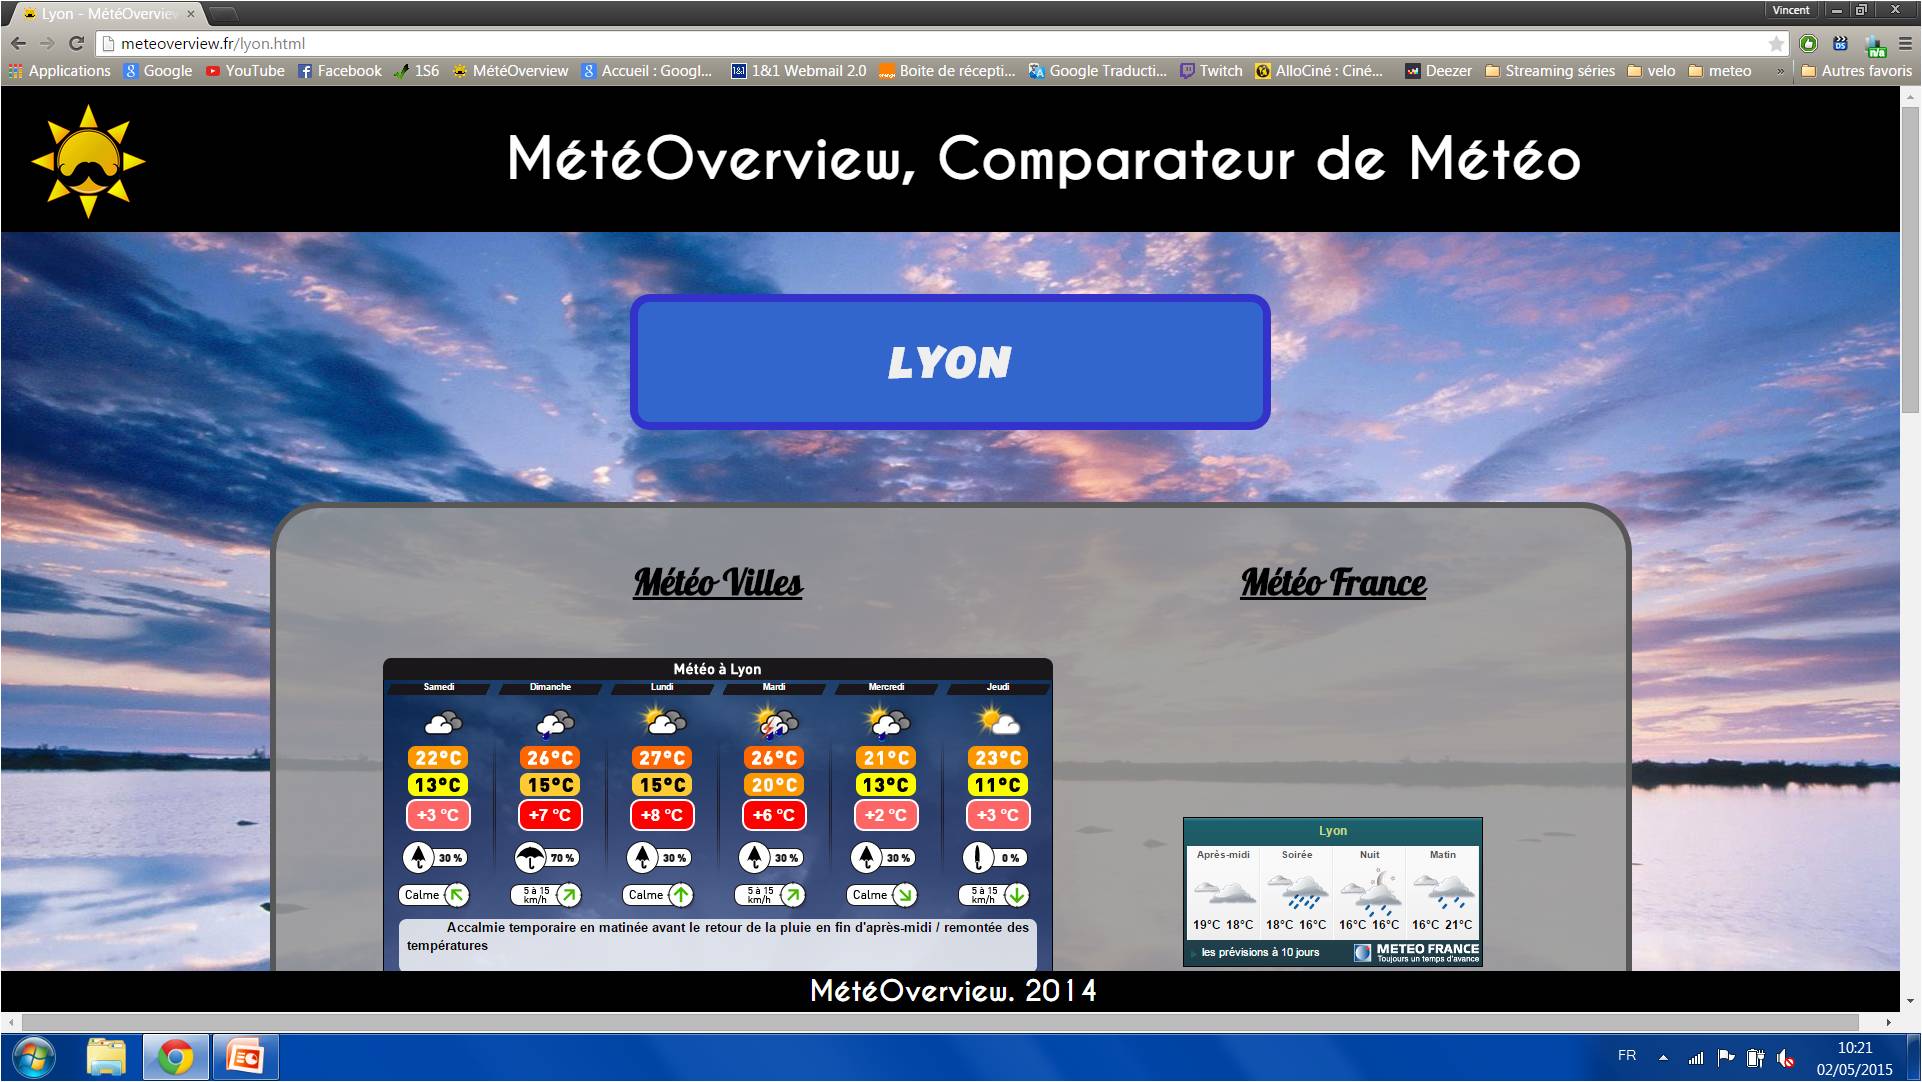 Lyon - MétéOverview
Vincent
meteoverview.fr/lyon.html
n/a
Applications Google YouTube Facebook 1S6 MétéOverview Accueil : Googl... 1&1 Webmail 2.0 Boite de récepti... Google Traducti... Twitch AlloCiné : Ciné... Deezer Streaming séries velo meteo » Autres favoris
MétéOverview, Comparateur de Météo
LYON
Météo Villes
Météo à Lyon
Samedi Dimanche Lundi Mardi Mercredi Jeudi
22°C 26°C 27°C 26°C 21°C 23°C
13°C 15°C 15°C 20°C 13°C 11°C
+3 °C +7 °C +8 °C +6 °C +2 °C +3 °C
30 % 70 % 30 % 30 % 30 % 0 %
Calme 5 à 15 km/h Calme 5 à 15 km/h Calme 5 à 15 km/h
Accalmie temporaire en matinée avant le retour de la pluie en fin d'après-midi / remontée des
températures
Météo France
Lyon
Après-midi Soirée Nuit Matin
19°C 18°C 18°C 16°C 16°C 16°C 16°C 21°C
les prévisions à 10 jours
METEO FRANCE
Toujours un temps d'avance
MétéOverview. 2014
FR
10:21
02/05/2015